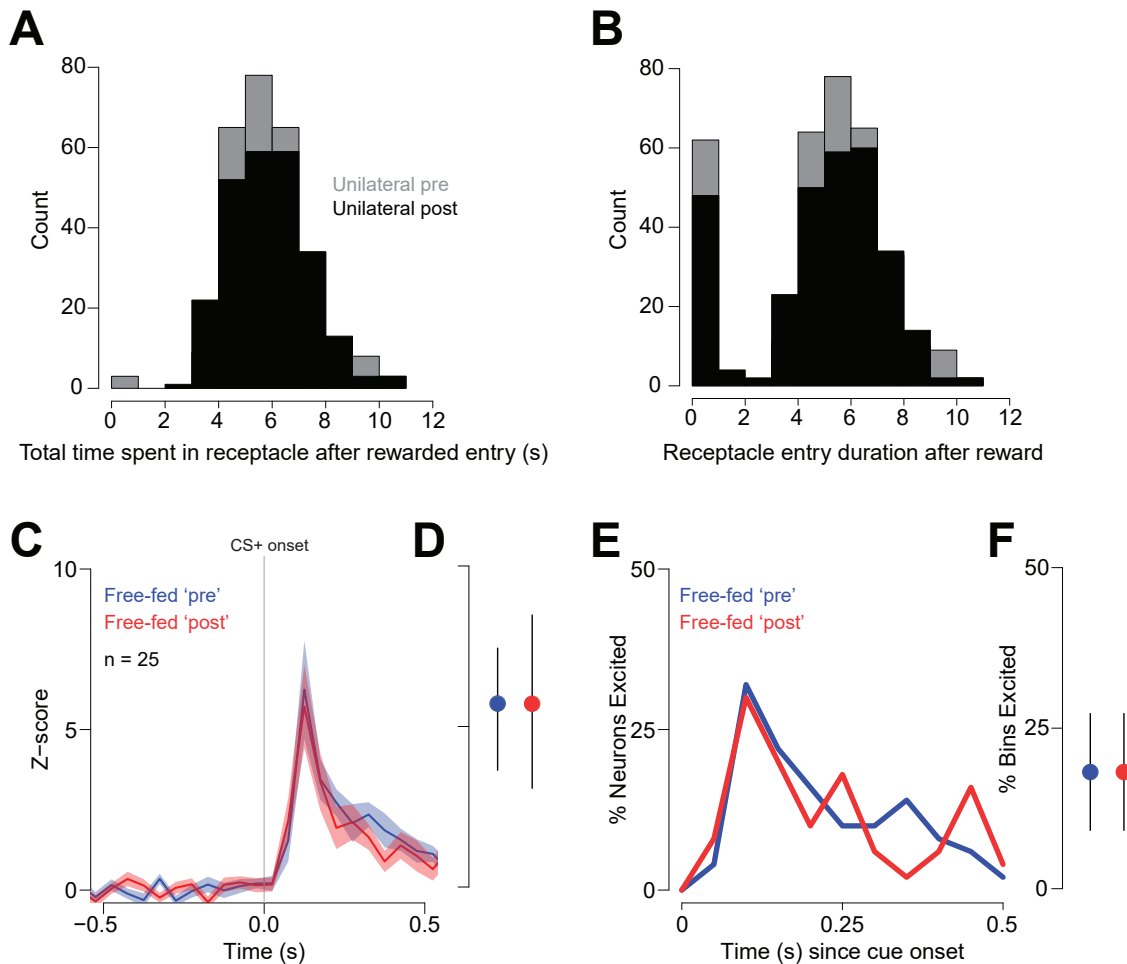 A
80
60
40
20
0
Count
Unilateral pre
Unilateral post
0 2 4 6 8 10 12
Total time spent in receptacle after rewarded entry (s)
B
80
60
40
20
0
Count
0 2 4 6 8 10 12
Receptacle entry duration after reward
C
CS+ onset
10
5
0
Z−score
Free-fed ‘pre’
Free-fed ‘post’
n = 25
−0.5 0.0 0.5
Time (s)
D
E
50
25
0
% Neurons Excited
Free-fed ‘pre’
Free-fed ‘post’
0 0.25 0.5
Time (s) since cue onset
F
50
25
0
% Bins Excited